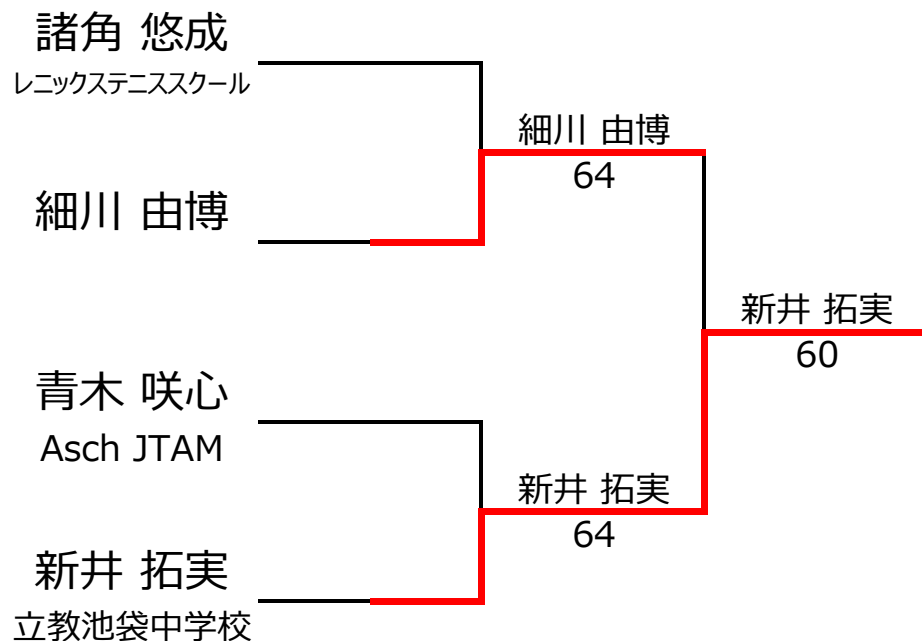 諸角 悠成
レニックステニススクール
細川 由博
64
細川 由博
新井 拓実
60
青木 咲心
Asch JTAM
新井 拓実
64
新井 拓実
立教池袋中学校